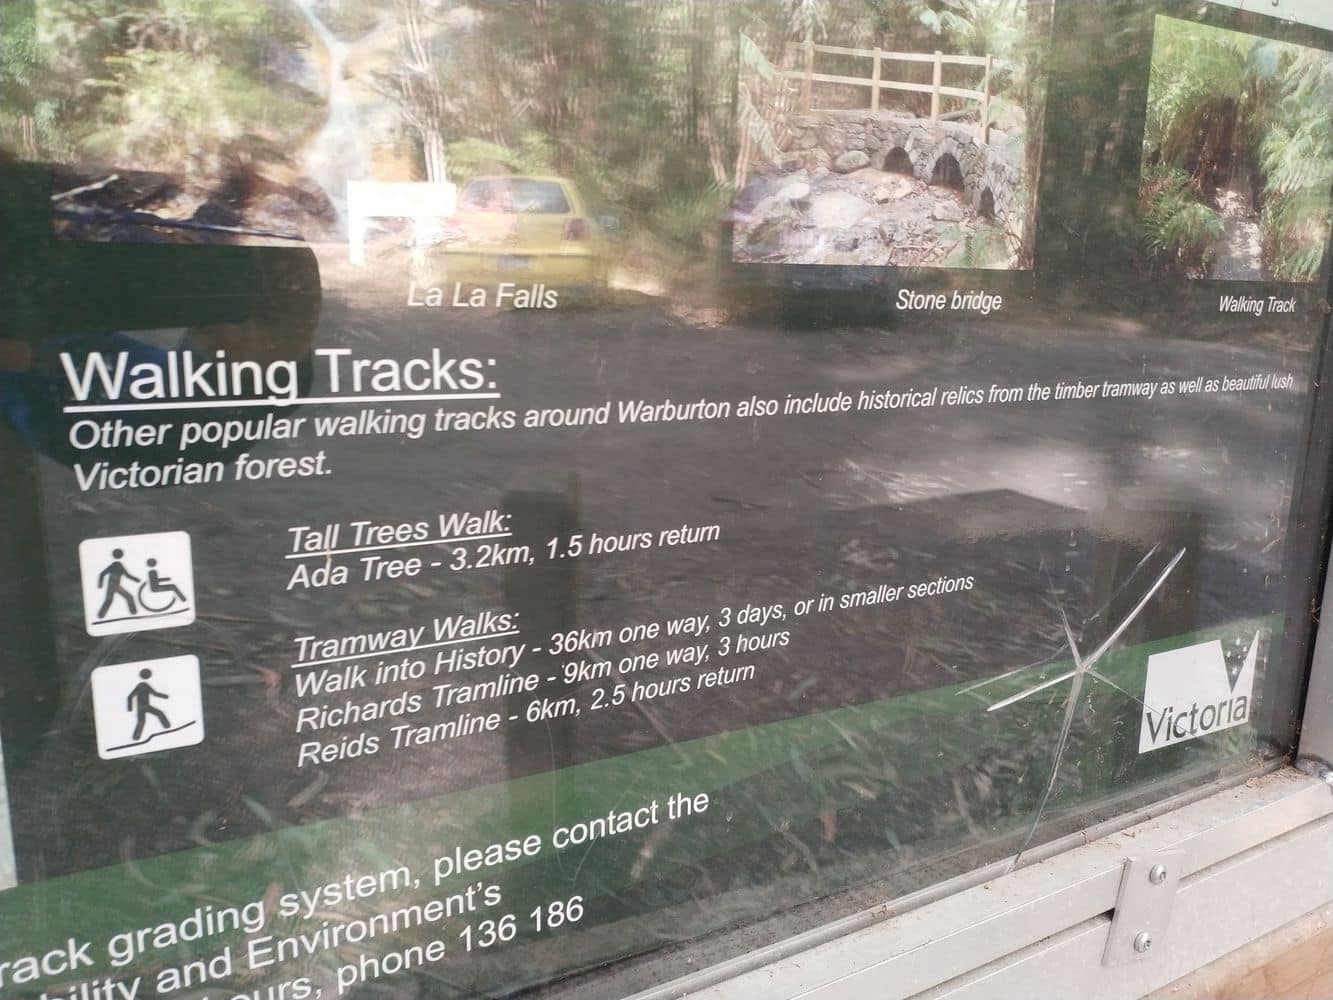 La La Falls
Stone bridge
Walking Track
Walking Tracks:
Other popular walking tracks around Warburton also include historical relics from the timber tramway as well as beautiful lush
Victorian forest.
Tall Trees Walk:
Ada Tree - 3.2km, 1.5 hours return
Tramway Walks:
Walk into History - 36km one way, 3 days, or in smaller sections
Richards Tramline - 9km one way, 3 hours
Reids Tramline - 6km, 2.5 hours return
Victoria
rack grading system, please contact the
bility and Environment's
ours, phone 136 186